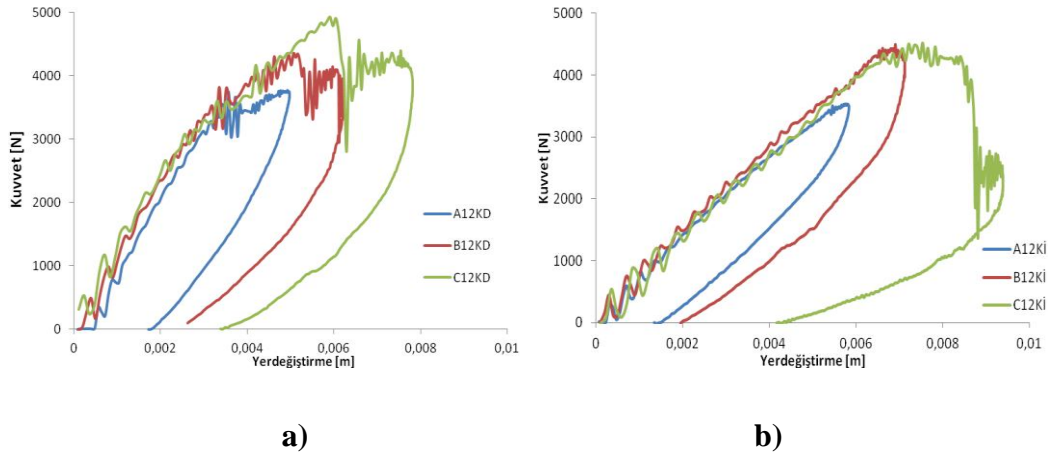 5000
4000
3000
2000
1000
0
Kuvvet [N]
0
0,002
0,004
0,006
0,008
0,01
Yerdeğiştirme [m]
A12KD
B12KD
C12KD
a)
5000
4000
3000
2000
1000
0
Kuvvet [N]
0
0,002
0,004
0,006
0,008
0,01
Yerdeğiştirme [m]
A12Kİ
B12Kİ
C12Kİ
b)